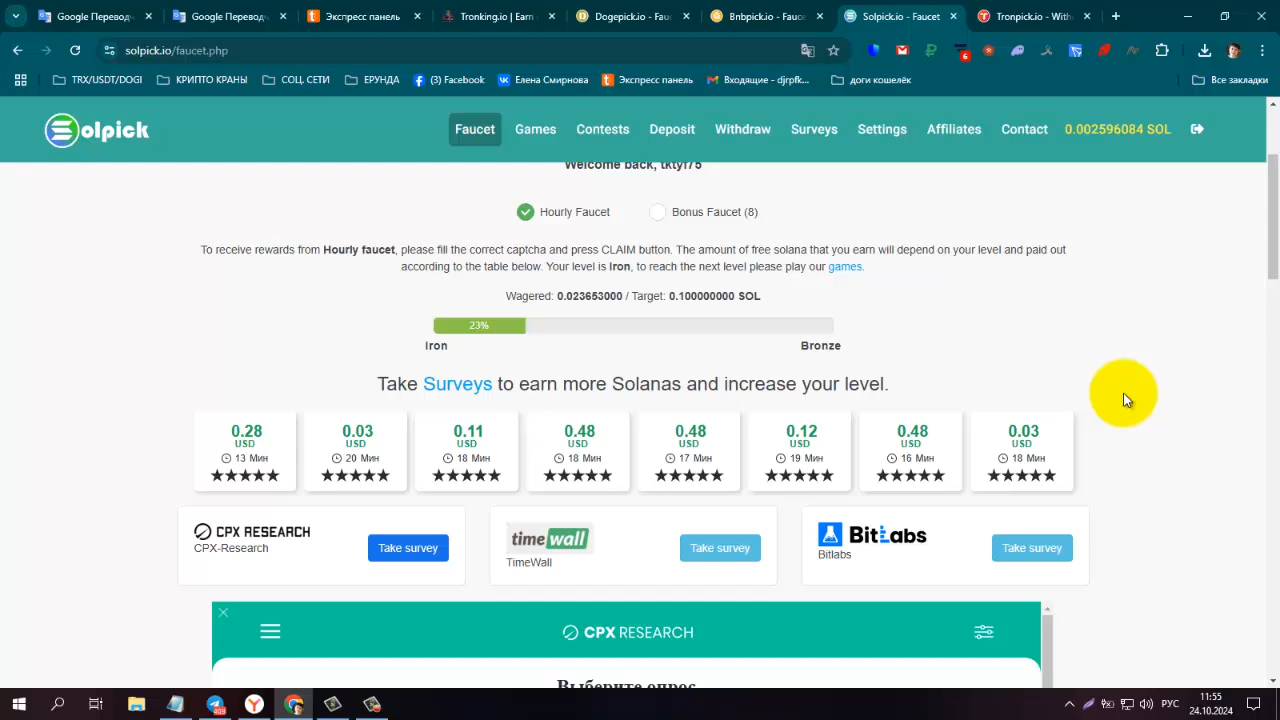 Google Перевод
Google Перевод
Экспресс панель
Tronking.io | Earn
Dogepick.io - Fau
Bnbpick.io - Fauc
Solpick.io - Faucet
Tronpick.io - With
solpick.io/faucet.php
6
TRX/USDT/DOGI
КРИПТО КРАНЫ
СОЦ. СЕТИ
ЕРУНДА
(3) Facebook
Елена Смирнова
Экспресс панель
Входящие - djrpfk...
доги кошелёк
Все закладки
Solpick
Faucet
Games
Contests
Deposit
Withdraw
Surveys
Settings
Affiliates
Contact
0.002596084 SOL
Welcome back, tktyf75
Hourly Faucet
Bonus Faucet (8)
To receive rewards from Hourly faucet, please fill the correct captcha and press CLAIM button. The amount of free solana that you earn will depend on your level and paid out
according to the table below. Your level is Iron, to reach the next level please play our games.
Wagered: 0.023653000 / Target: 0.100000000 SOL
23%
Iron
Bronze
Take Surveys to earn more Solanas and increase your level.
0.28
USD
13 Мин
0.03
USD
20 Мин
0.11
USD
18 Мин
0.48
USD
18 Мин
0.48
USD
17 Мин
0.12
USD
19 Мин
0.48
USD
16 Мин
0.03
USD
18 Мин
CPX RESEARCH
CPX-Research
Take survey
time wall
TimeWall
Take survey
BitLabs
Bitlabs
Take survey
CPX RESEARCH
Выберите опрос
809
РУС
11:55
24.10.2024